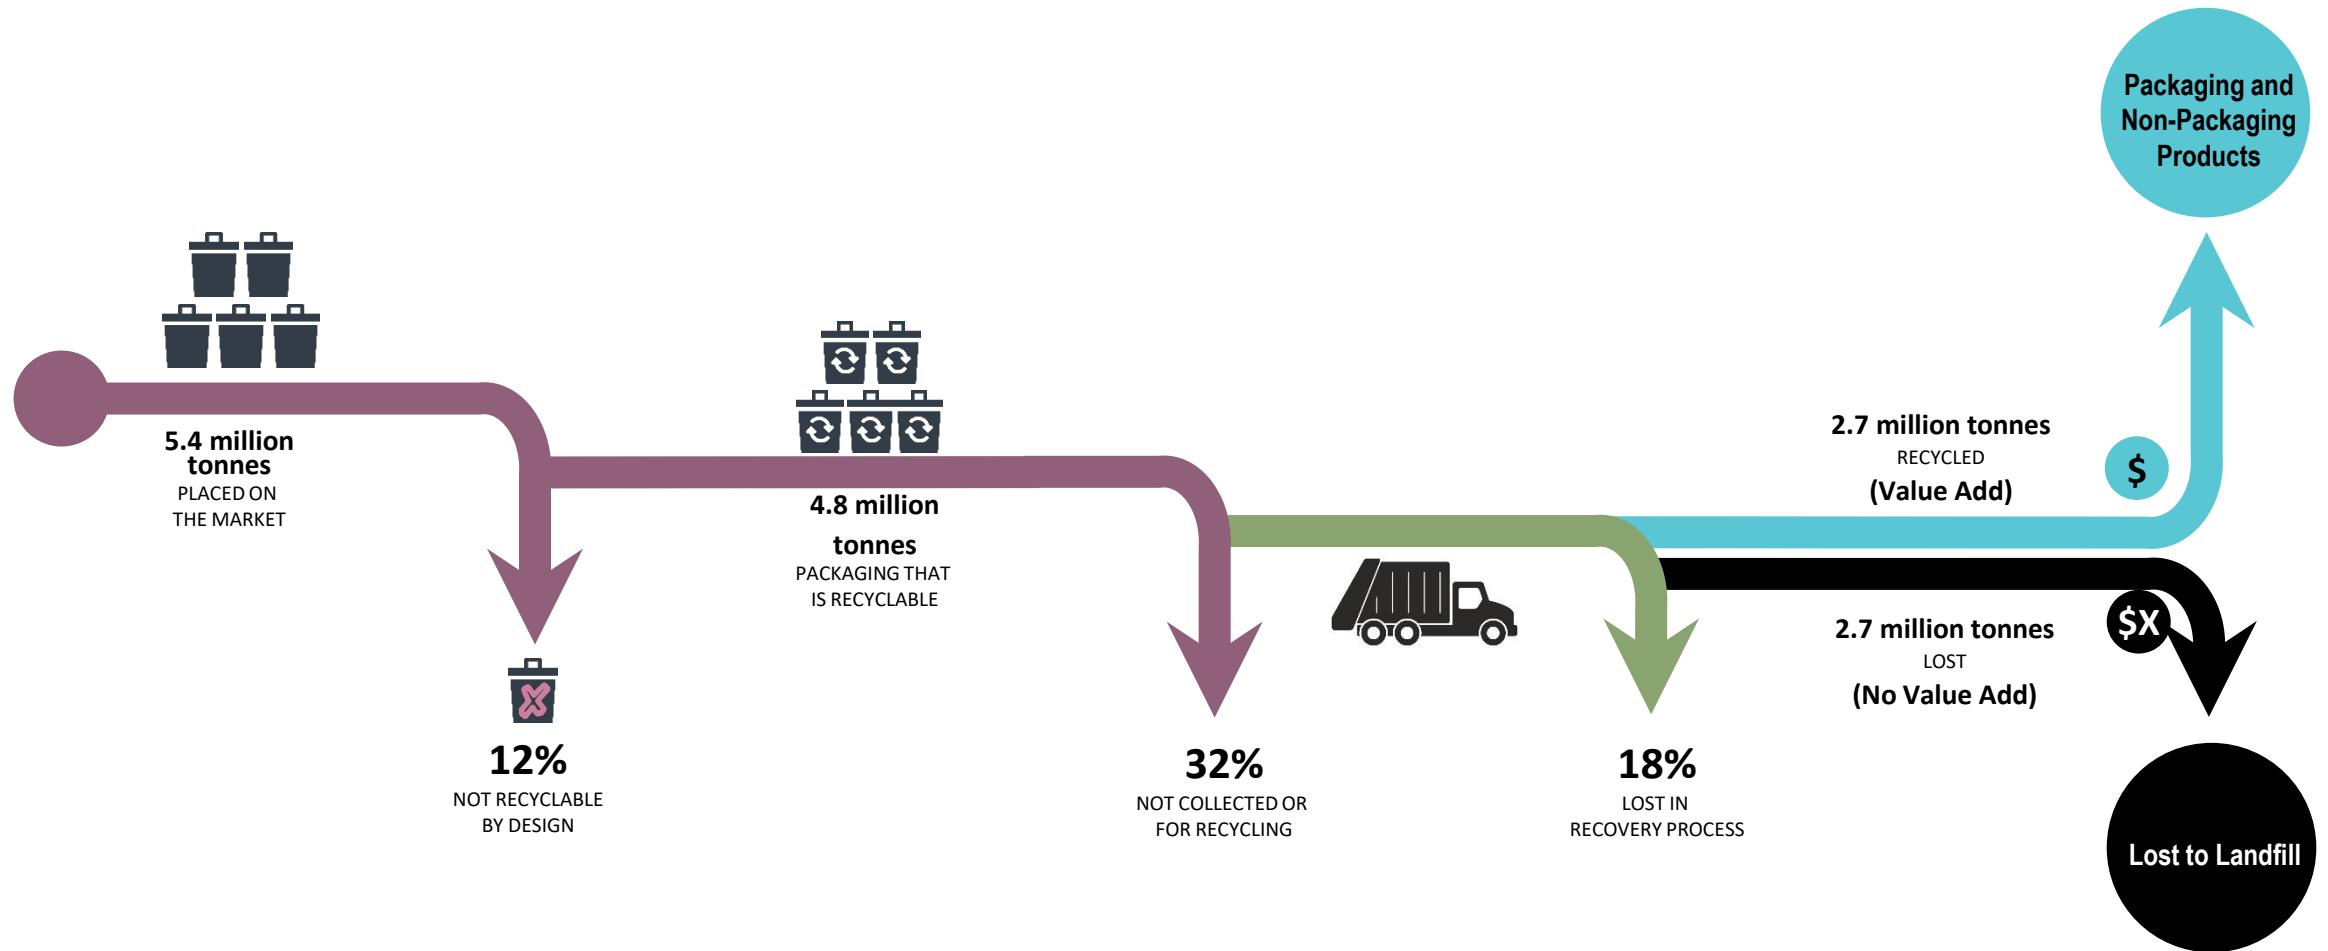 Packaging and
Non-Packaging
Products
5.4 million
tonnes
PLACED ON
THE MARKET
4.8 million
tonnes
PACKAGING THAT
IS RECYCLABLE
2.7 million tonnes
RECYCLED
(Value Add)
$
2.7 million tonnes
LOST
(No Value Add)
$X
12%
NOT RECYCLABLE
BY DESIGN
32%
NOT COLLECTED OR
FOR RECYCLING
18%
LOST IN
RECOVERY PROCESS
Lost to Landfill